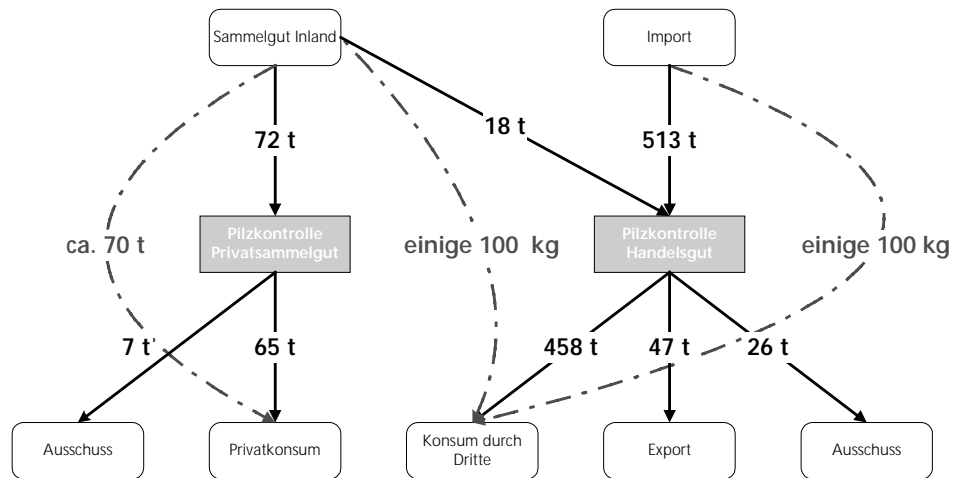 Sammelgut Inland
Import
18 t
72 t
513 t
Pilzkontrolle
Privatsammelgut
Pilzkontrolle
Handelsgut
ca. 70 t
einige 100 kg
einige 100 kg
7 t
65 t
458 t
47 t
26 t
Ausschuss
Privatkonsum
Konsum durch
Dritte
Export
Ausschuss